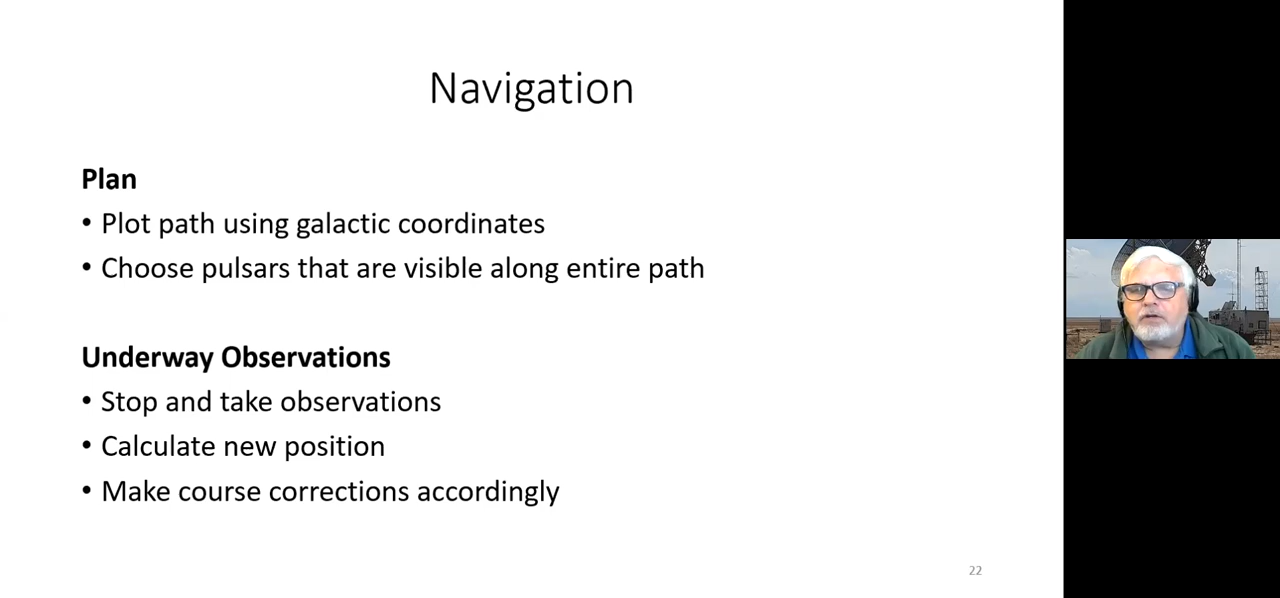 Navigation
Plan
• Plot path using galactic coordinates
• Choose pulsars that are visible along entire path
Underway Observations
• Stop and take observations
• Calculate new position
• Make course corrections accordingly
22